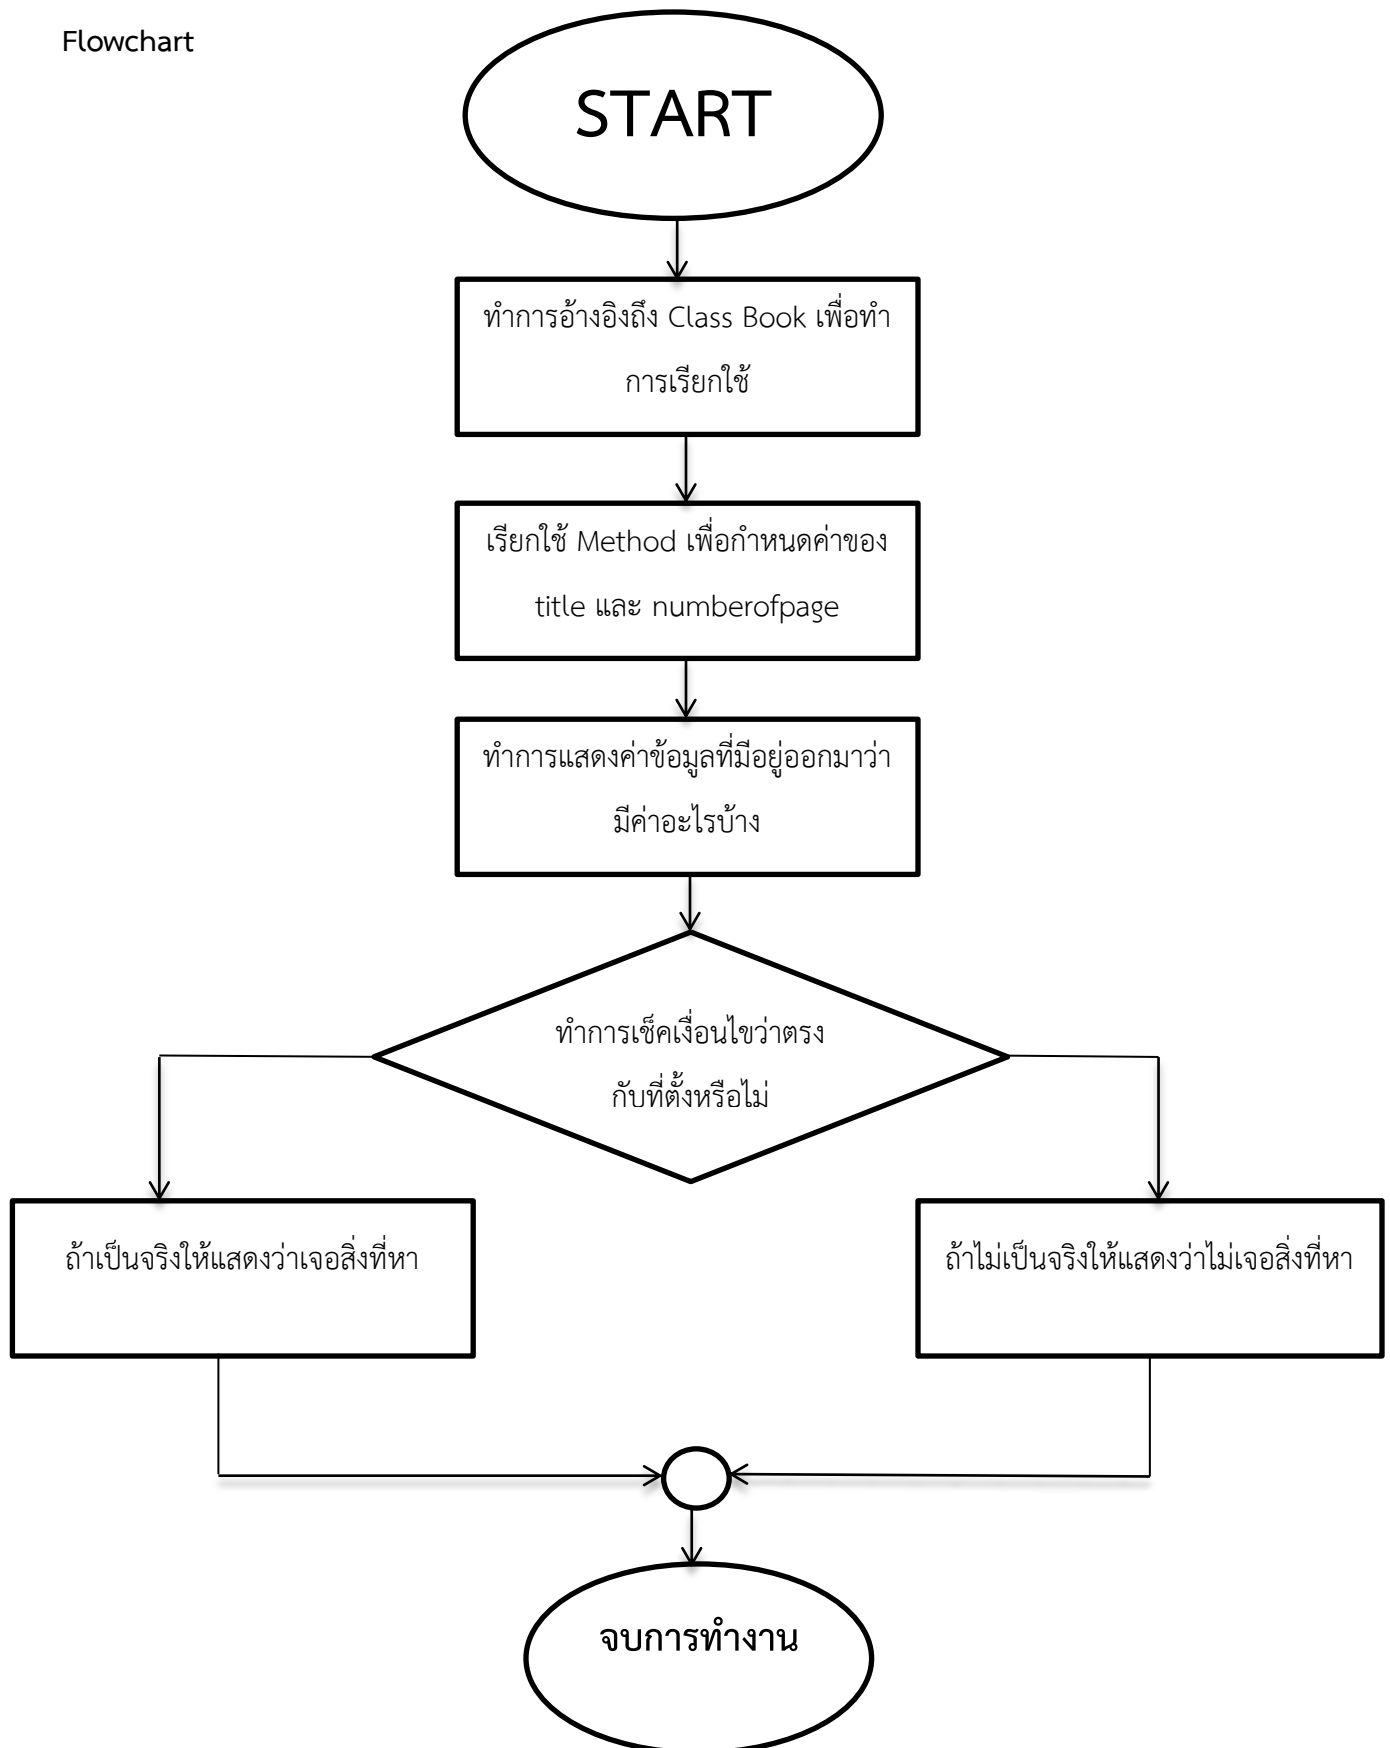 Flowchart
START
ทำการอ้างอิงถึง Class Book เพื่อทำ
การเรียกใช้
เรียกใช้ Method เพื่อกำหนดค่าของ
title และ numberofpage
ทำการแสดงค่าข้อมูลที่มีอยู่ออกมาว่า
มีค่าอะไรบ้าง
ทำการเช็คเงื่อนไขว่าตรง
กับที่ตั้งหรือไม่
ถ้าเป็นจริงให้แสดงว่าเจอสิ่งที่หา
ถ้าไม่เป็นจริงให้แสดงว่าไม่เจอสิ่งที่หา
จบการทำงาน